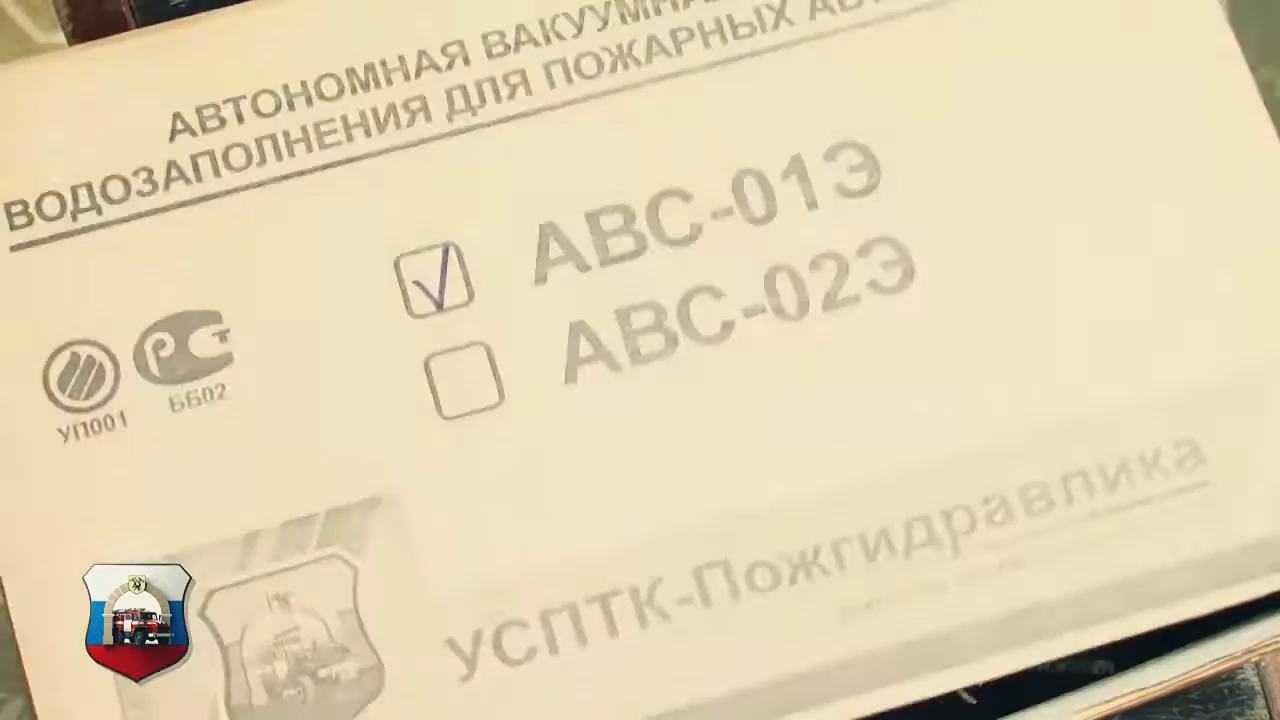 АВТОНОМНАЯ ВАКУУМНА
ВОДОЗАПОЛНЕНИЯ ДЛЯ ПОЖАРНЫХ АВ
АВС-01Э
АВС-02Э
УП001
ББ02
УСПТК-Пожгидравлика